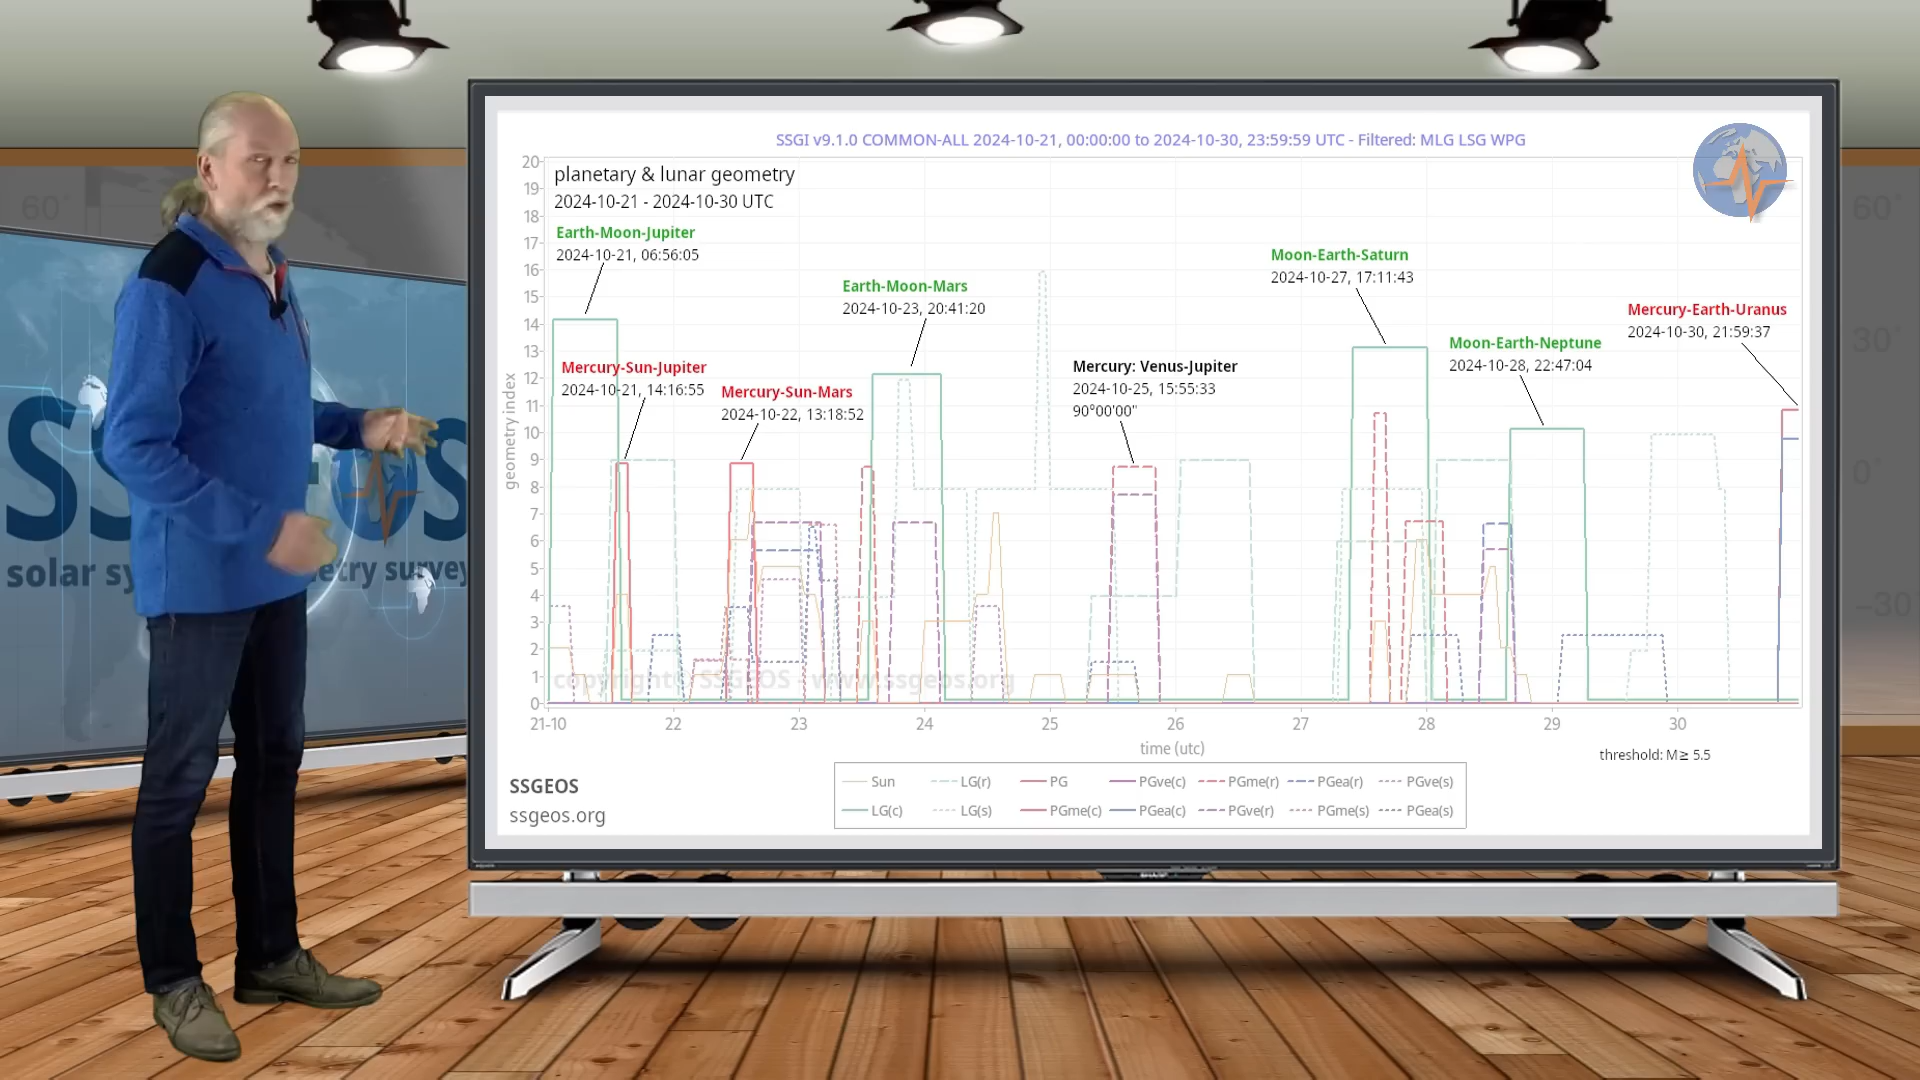 SSGI v9.1.0 COMMON-ALL 2024-10-21, 00:00:00 to 2024-10-30, 23:59:59 UTC - Filtered: MLG LSG WPG
planetary & lunar geometry
2024-10-21 - 2024-10-30 UTC
Earth-Moon-Jupiter
2024-10-21, 06:56:05
Mercury-Sun-Jupiter
2024-10-21, 14:16:55
Mercury-Sun-Mars
2024-10-22, 13:18:52
Earth-Moon-Mars
2024-10-23, 20:41:20
Mercury: Venus-Jupiter
2024-10-25, 15:55:33
90°00'00"
Moon-Earth-Saturn
2024-10-27, 17:11:43
Moon-Earth-Neptune
2024-10-28, 22:47:04
Mercury-Earth-Uranus
2024-10-30, 21:59:37
geometry index
20
19
18
17
16
15
14
13
12
11
10
9
8
7
6
5
4
3
2
1
0
copyright© SSGEOS - www.ssgeos.org
21-10 22 23 24 25 26 27 28 29 30
time (utc)
threshold: M≥ 5.5
Sun LG(r) PG PGve(c) PGme(r) PGea(r) PGve(s)
LG(c) LG(s) PGme(c) PGea(c) PGve(r) PGme(s) PGea(s)
SSGEOS
ssgeos.org
60°
60°
30°
0°
-30°
solar sy
etry survey
SHARP